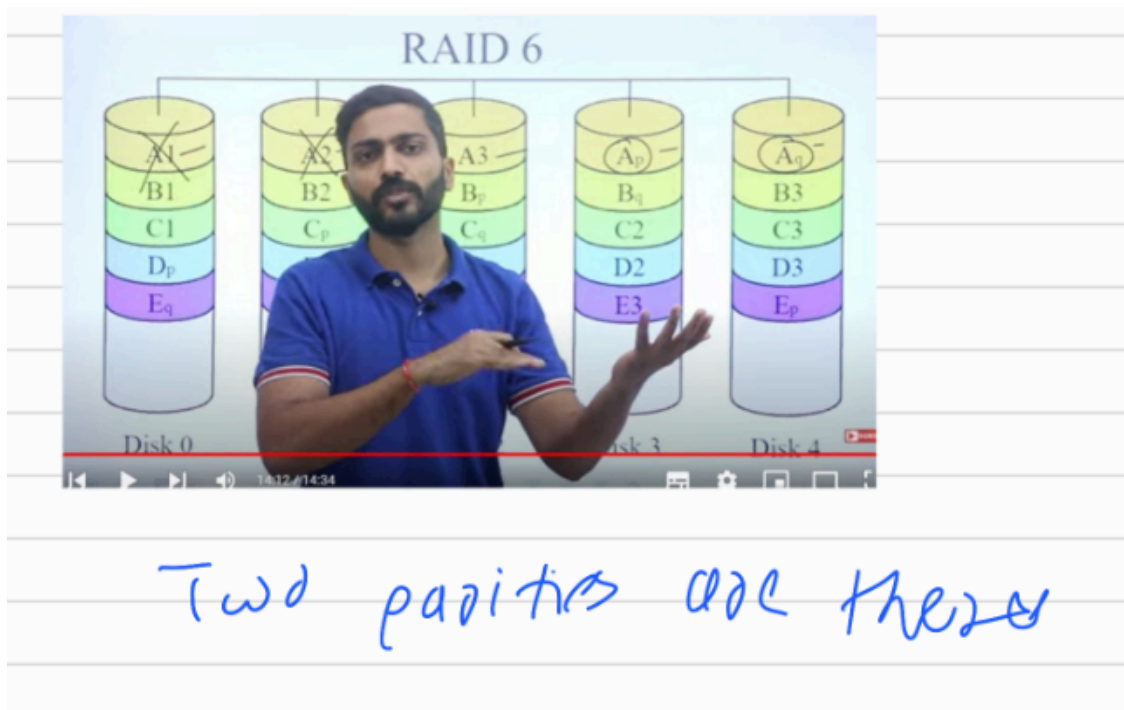 RAID 6
A1 A2 A3 Ap Aq
B1 B2 Bp Bq B3
C1 Cp Cq C2 C3
Dp D2 D3
Eq E3 Ep
Disk 0 Disk 4
14:12 / 14:34
Two parities are there